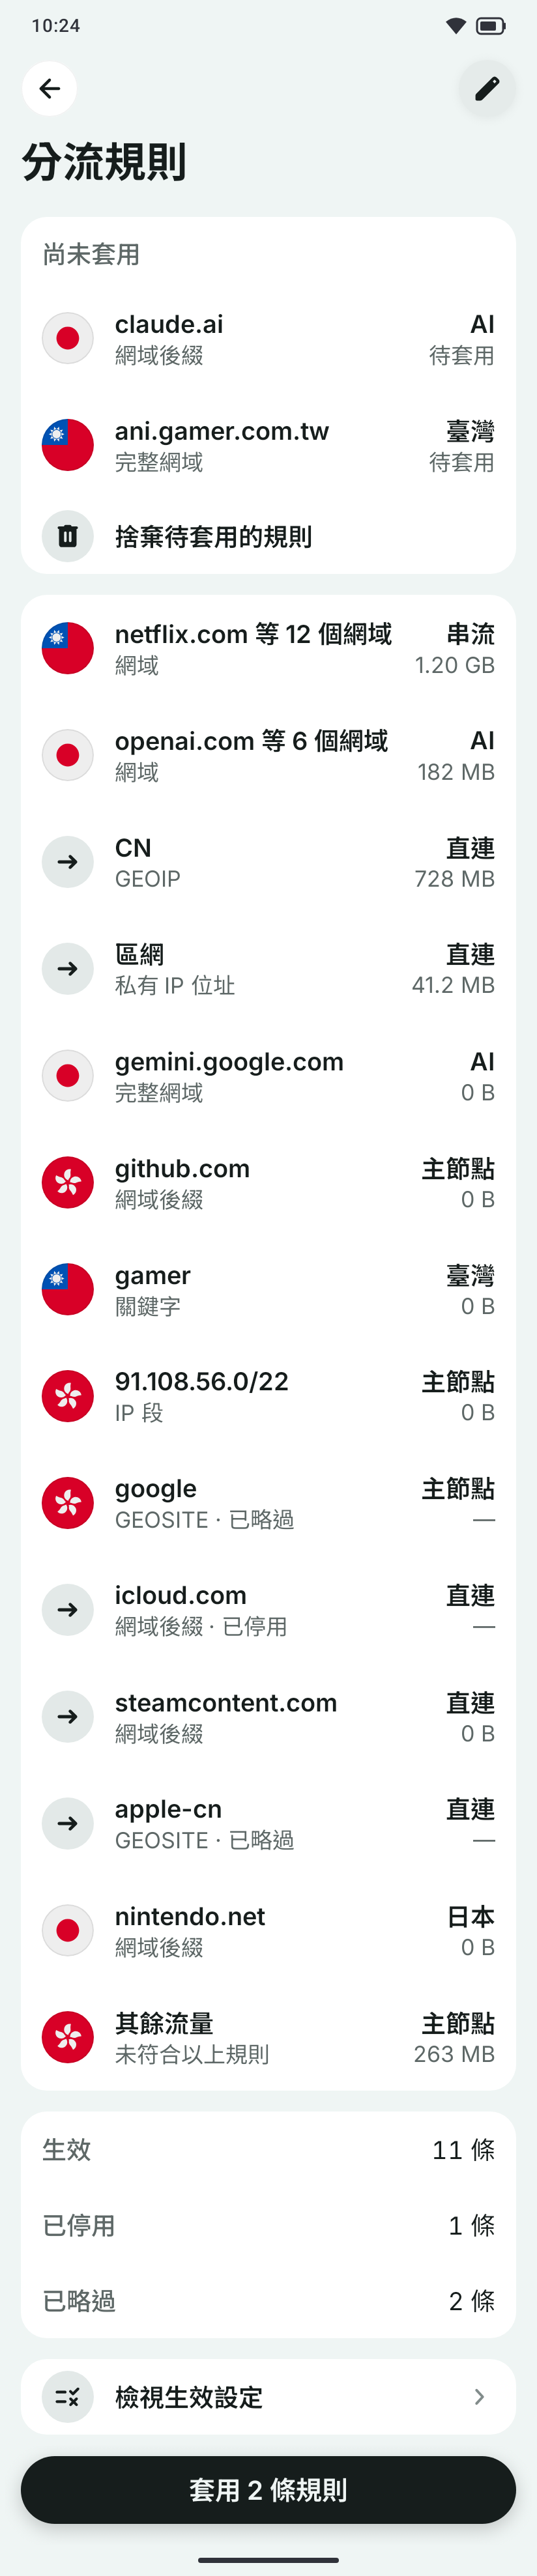 10:24
分流規則
尚未套用
claude.ai
AI
網域後綴
待套用
ani.gamer.com.tw
臺灣
完整網域
待套用
捨棄待套用的規則
netflix.com 等 12 個網域
串流
網域
1.20 GB
openai.com 等 6 個網域
AI
網域
182 MB
CN
直連
GEOIP
728 MB
區網
直連
私有 IP 位址
41.2 MB
gemini.google.com
AI
完整網域
0 B
github.com
主節點
網域後綴
0 B
gamer
臺灣
關鍵字
0 B
91.108.56.0/22
主節點
IP 段
0 B
google
主節點
GEOSITE · 已略過
—
icloud.com
直連
網域後綴 · 已停用
—
steamcontent.com
直連
網域後綴
0 B
apple-cn
直連
GEOSITE · 已略過
—
nintendo.net
日本
網域後綴
0 B
其餘流量
主節點
未符合以上規則
263 MB
生效
11 條
已停用
1 條
已略過
2 條
檢視生效設定
套用 2 條規則